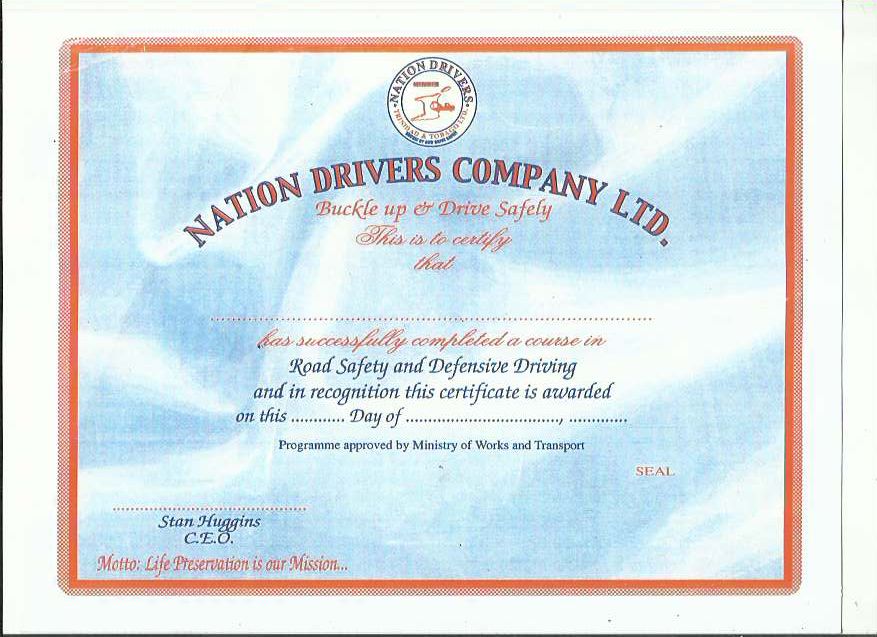 NATION DRIVERS
TRINIDAD & TOBAGO LTD.
NATION DRIVERS COMPANY LTD.
Buckle up & Drive Safely
This is to certify
that
has successfully completed a course in
Road Safety and Defensive Driving
and in recognition this certificate is awarded
on this ............ Day of .................................., .............
Programme approved by Ministry of Works and Transport
SEAL
Stan Huggins
C.E.O.
Motto: Life Preservation is our Mission...